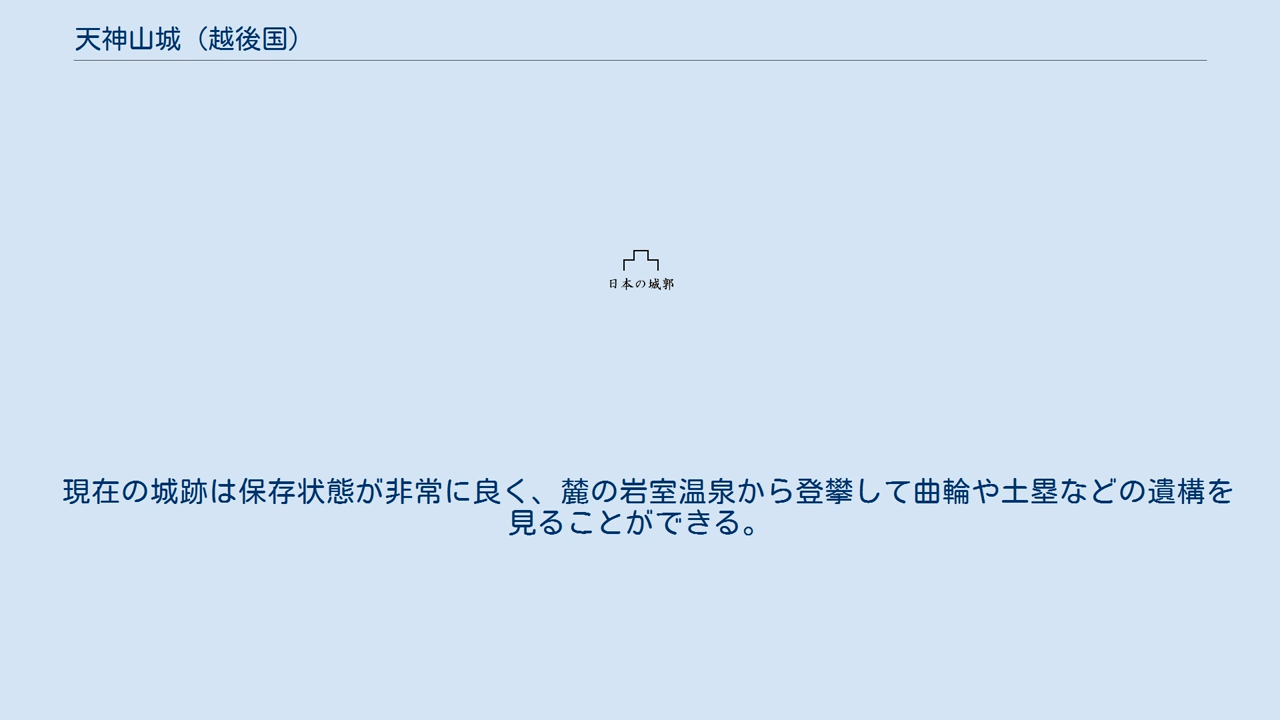 天神山城（越後国）
日本の城郭
現在の城跡は保存状態が非常に良く、麓の岩室温泉から登攀して曲輪や土塁などの遺構を
見ることができる。